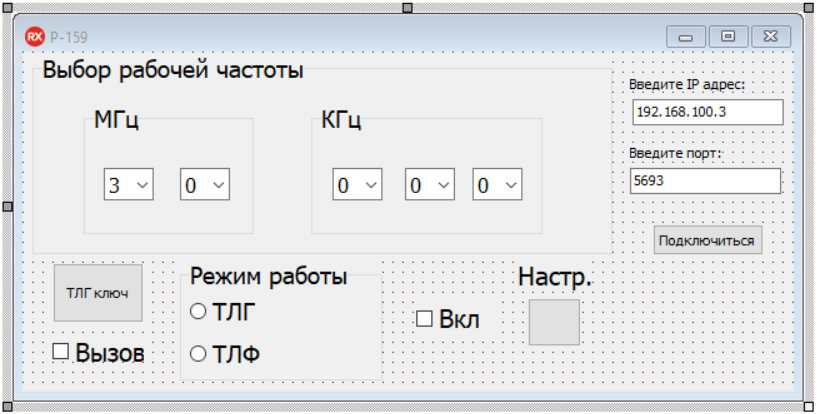 RX Р-159
Выбор рабочей частоты
Введите IP адрес:
МГц КГц
192.168.100.3
Введите порт:
3 0 0 0 0
5693
Подключиться
ТЛГ ключ
Режим работы
Настр.
ТЛГ
Вкл
Вызов
ТЛФ